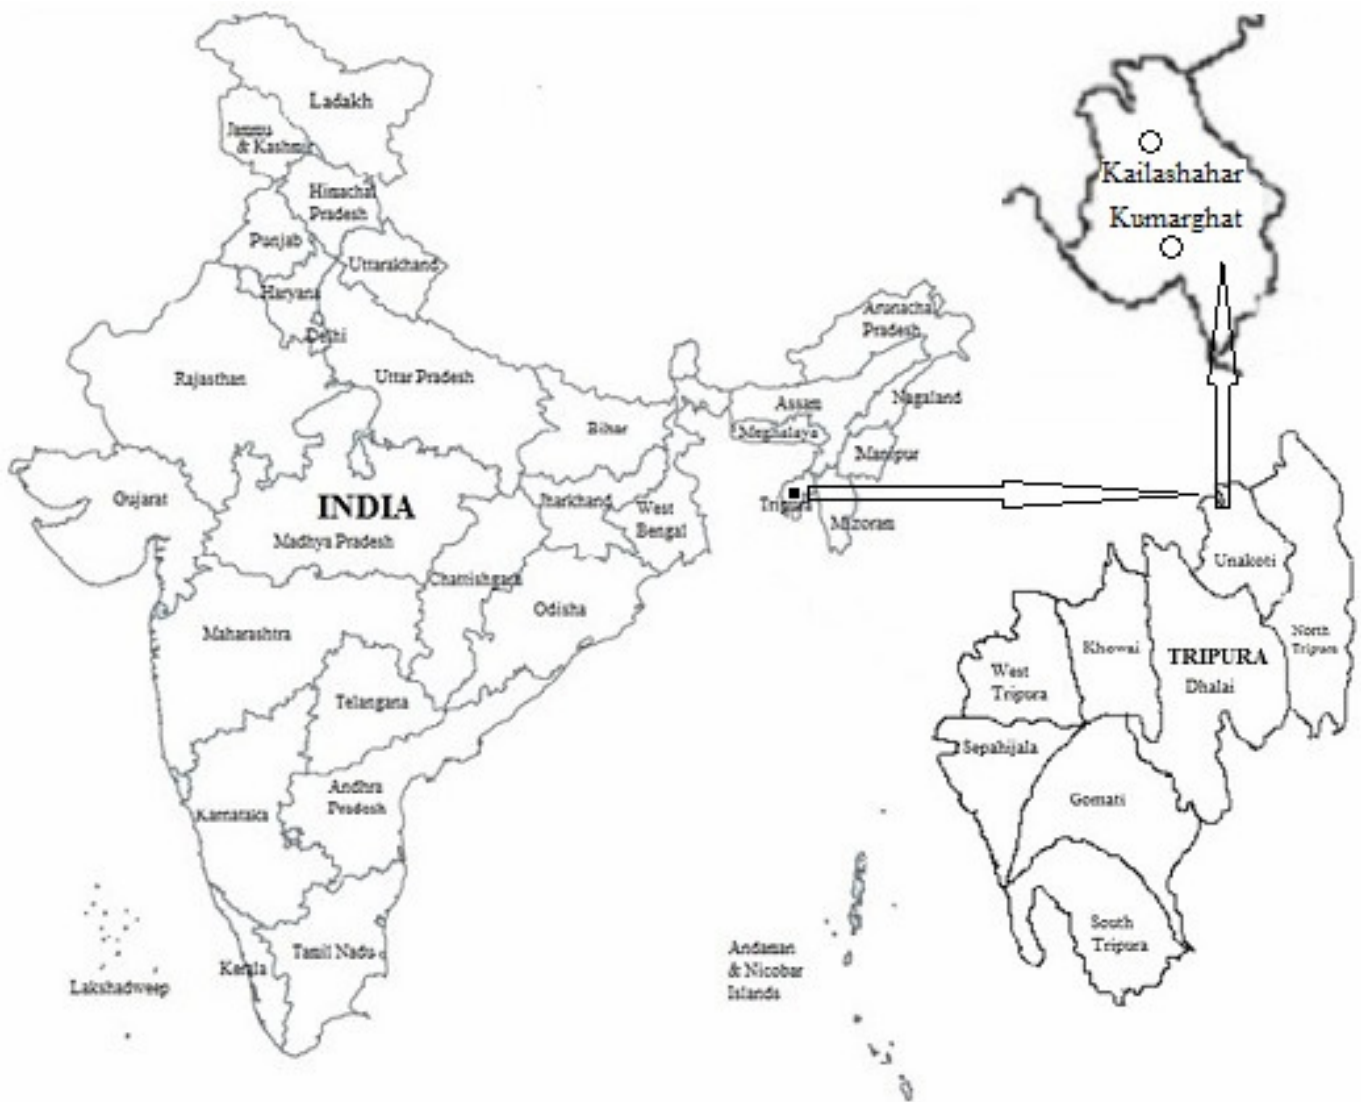 Ladakh
Jammu
& Kashmir
Himachal
Pradesh
Punjab
Uttarakhand
Haryana
Delhi
Rajasthan
Uttar Pradesh
Bihar
Arunachal
Pradesh
Assam
Nagaland
Meghalaya
Manipur
Tripura
Mizoram
Gujarat
INDIA
Madhya Pradesh
Jharkhand
West
Bengal
Chattishgarh
Odisha
Maharashtra
Telangana
Andhra
Pradesh
Karnataka
Tamil Nadu
Kerala
Lakshadweep
Andaman
& Nicobar
Islands
Kailashahar
Kumarghat
Unakoti
North
Tripura
Khowai
TRIPURA
Dhalai
West
Tripura
Sepahijala
Gomati
South
Tripura